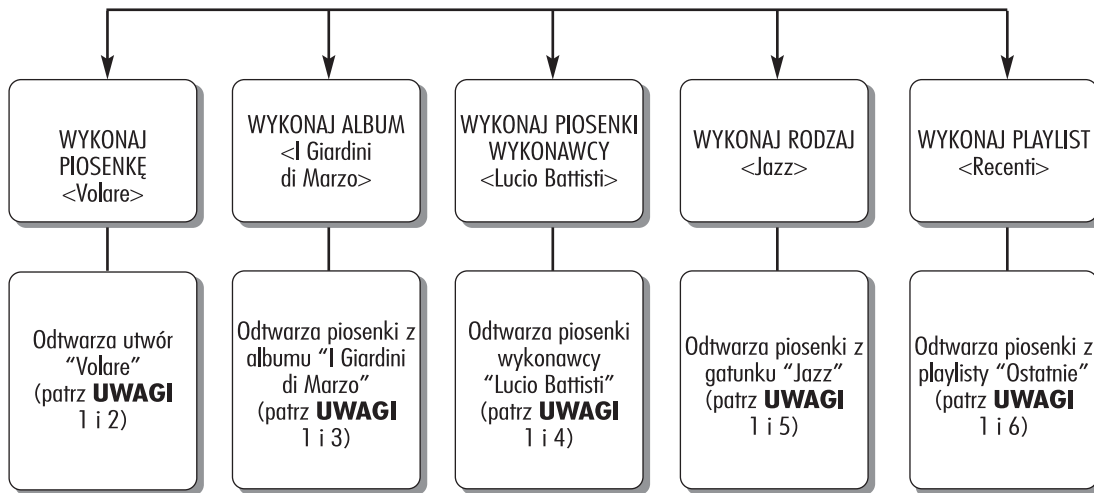 WYKONAJ
PIOSENKĘ
<Volare>
WYKONAJ ALBUM
<I Giardini
di Marzo>
WYKONAJ PIOSENKI
WYKONAWCY
<Lucio Battisti>
WYKONAJ RODZAJ
<Jazz>
WYKONAJ PLAYLIST
<Recenti>
Odtwarza utwór
“Volare”
(patrz UWAGI
1 i 2)
Odtwarza piosenki z
albumu “I Giardini
di Marzo”
(patrz UWAGI
1 i 3)
Odtwarza piosenki
wykonawcy
“Lucio Battisti”
(patrz UWAGI
1 i 4)
Odtwarza piosenki z
gatunku “Jazz”
(patrz UWAGI
1 i 5)
Odtwarza piosenki z
playlisty “Ostatnie”
(patrz UWAGI
1 i 6)